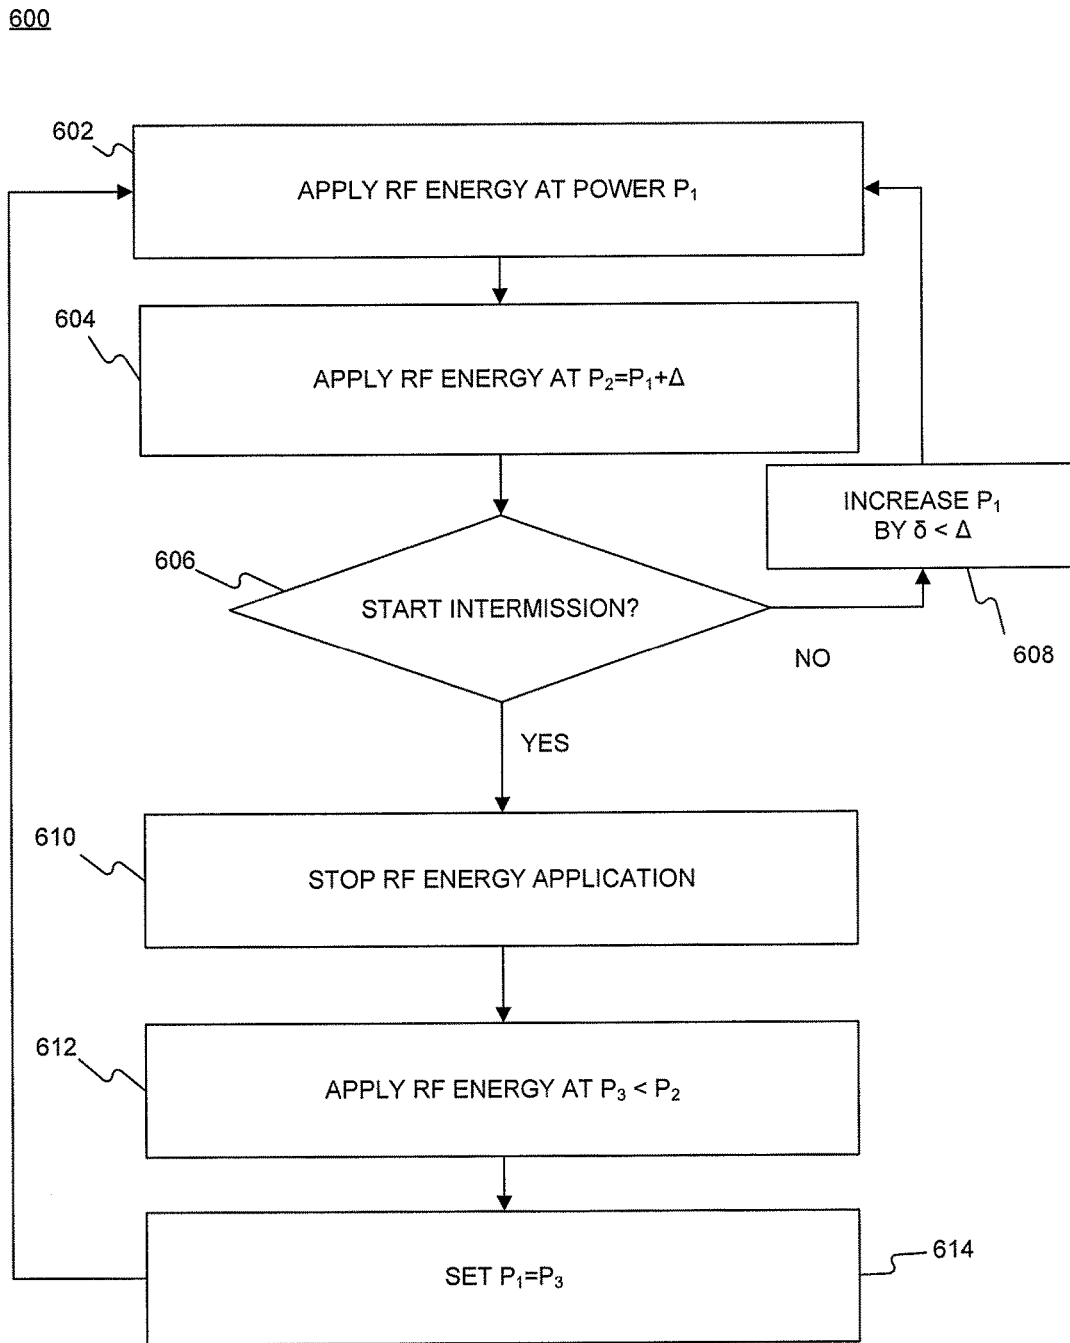 600
602
APPLY RF ENERGY AT POWER P₁
604
APPLY RF ENERGY AT P₂=P₁+Δ
INCREASE P₁
BY δ < Δ
606
START INTERMISSION?
608
NO
YES
610
STOP RF ENERGY APPLICATION
612
APPLY RF ENERGY AT P₃ < P₂
614
SET P₁=P₃